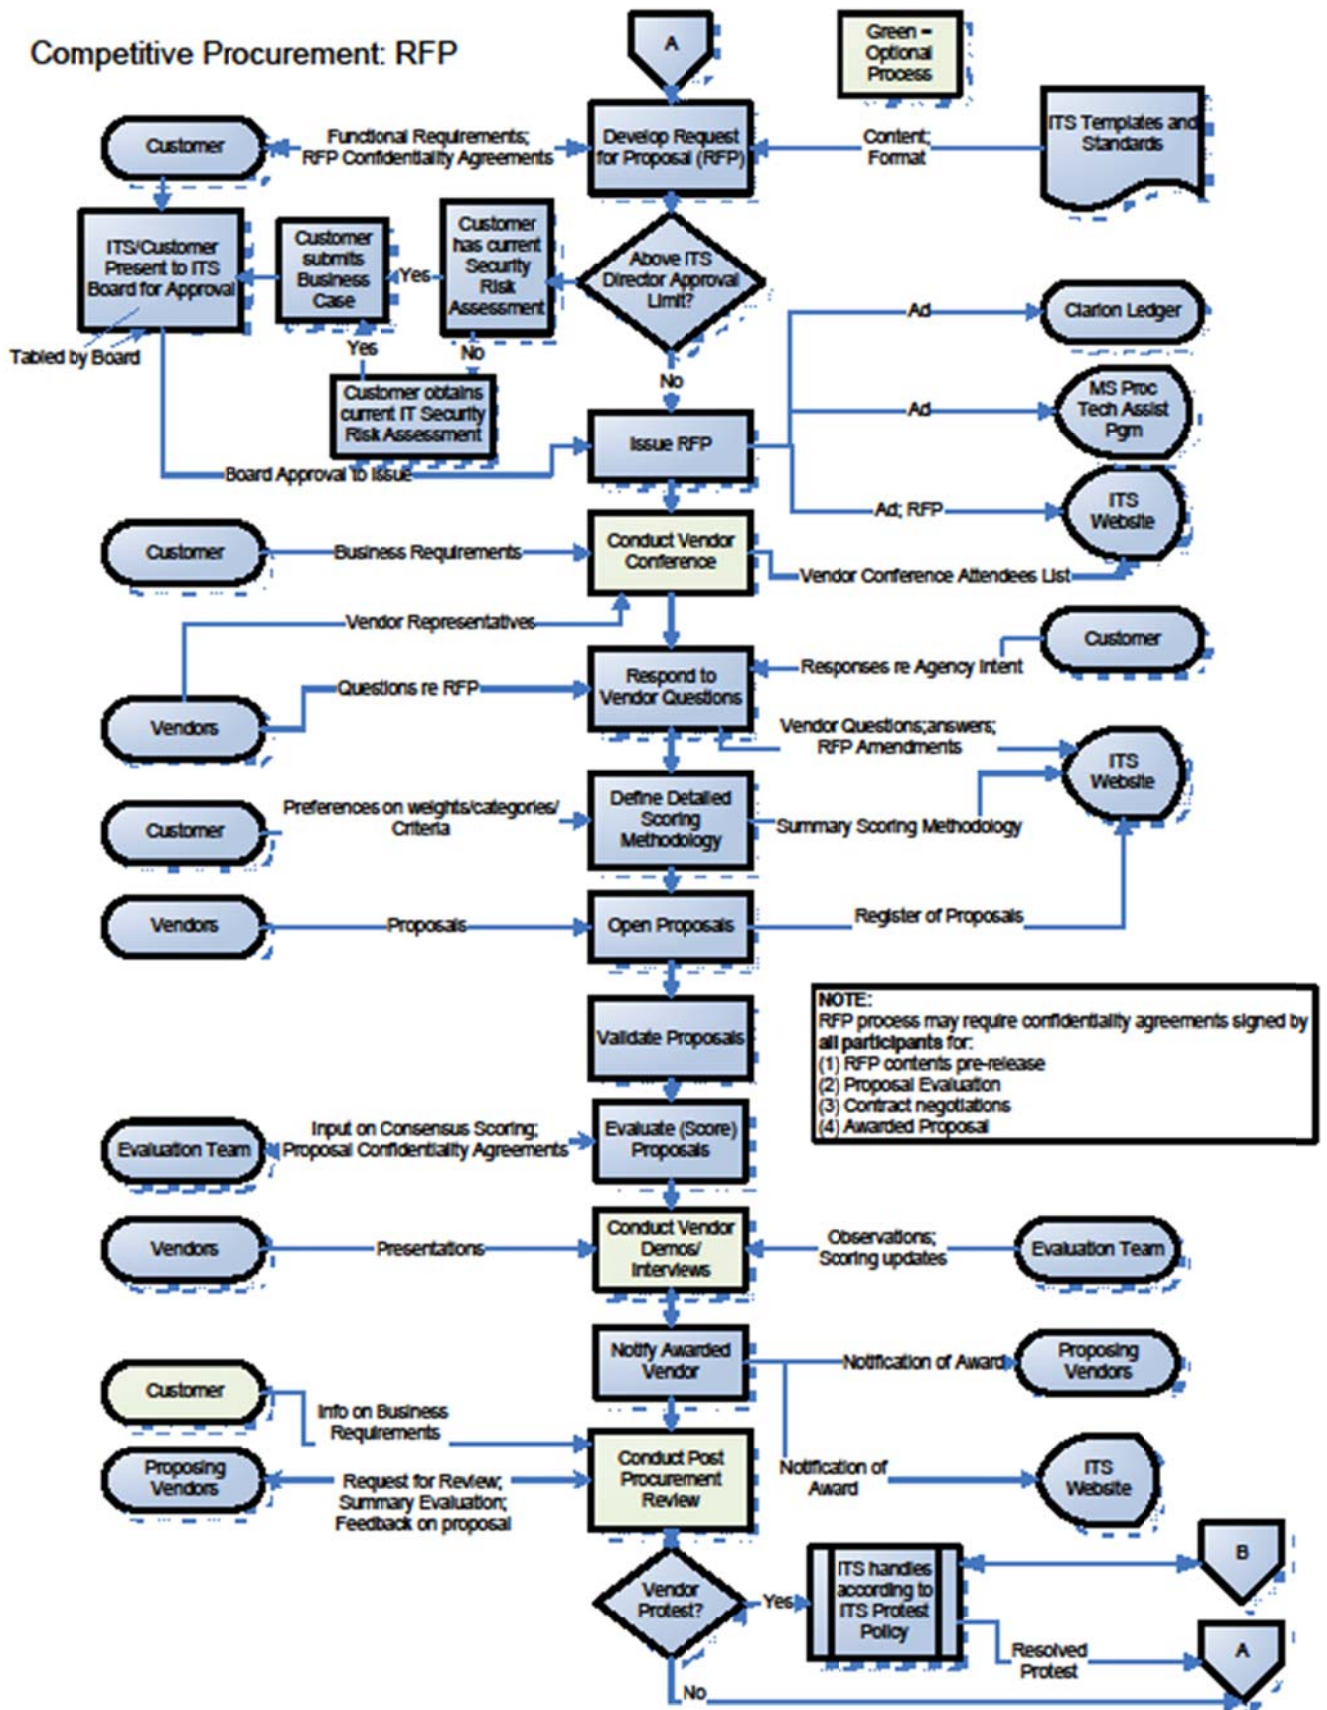 Competitive Procurement: RFP
A
Green =
Optional
Process
Customer
Functional Requirements;
RFP Confidentiality Agreements
Develop Request
for Proposal (RFP)
Content;
Format
ITS Templates and
Standards
ITS/Customer
Present to ITS
Board for Approval
Customer
submits
Business
Case
Yes
Customer
has current
Security
Risk
Assessment
Above ITS
Director Approval
Limit?
Ad
Clarion Ledger
Tabled by Board
Yes
No
No
Customer obtains
current IT Security
Risk Assessment
Ad
MS Proc
Tech Assist
Pgm
Issue RFP
Board Approval to Issue
Ad; RFP
ITS
Website
Customer
Business Requirements
Conduct Vendor
Conference
Vendor Conference Attendees List
Vendor Representatives
Customer
Responses re Agency Intent
Respond to
Vendor Questions
Questions re RFP
Vendors
Vendor Questions;answers;
RFP Amendments
ITS
Website
Customer
Preferences on weights/categories/
Criteria
Define Detailed
Scoring
Methodology
Summary Scoring Methodology
Vendors
Proposals
Open Proposals
Register of Proposals
Validate Proposals
NOTE:
RFP process may require confidentiality agreements signed by
all participants for:
(1) RFP contents pre-release
(2) Proposal Evaluation
(3) Contract negotiations
(4) Awarded Proposal
Evaluation Team
Input on Consensus Scoring;
Proposal Confidentiality Agreements
Evaluate (Score)
Proposals
Vendors
Presentations
Conduct Vendor
Demos/
Interviews
Observations;
Scoring updates
Evaluation Team
Notify Awarded
Vendor
Notification of Award
Proposing
Vendors
Customer
Info on Business
Requirements
Proposing
Vendors
Request for Review;
Summary Evaluation;
Feedback on proposal
Conduct Post
Procurement
Review
Notification of
Award
ITS
Website
Vendor
Protest?
Yes
ITS handles
according to
ITS Protest
Policy
B
Resolved
Protest
A
No